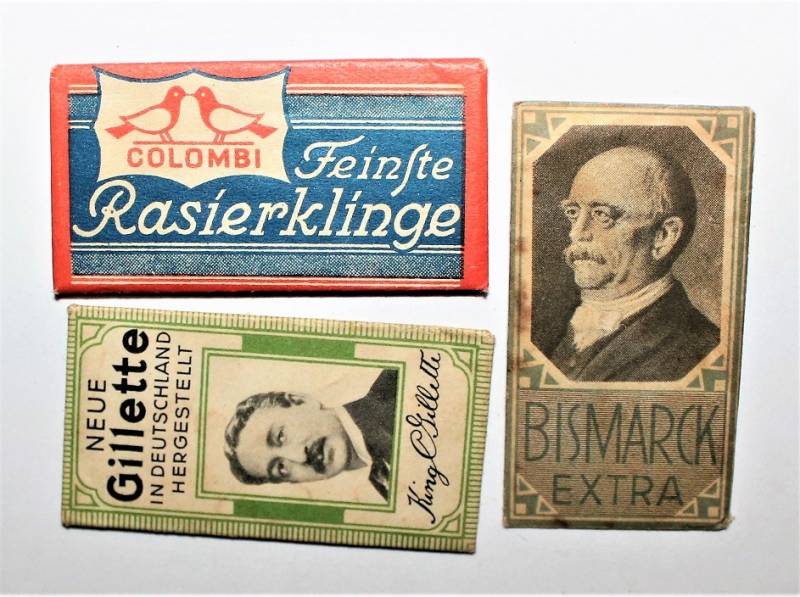 COLOMBI
Feinſte
Rasierklinge
NEUE
Gillette
IN DEUTSCHLAND
HERGESTELLT
King C Gillette
BISMARCK
EXTRA